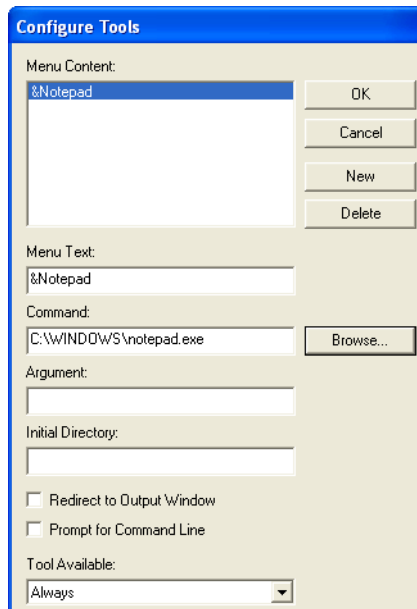 Configure Tools
Menu Content:
&Notepad
OK
Cancel
New
Delete
Menu Text:
&Notepad
Command:
C:\WINDOWS\notepad.exe
Browse...
Argument:
Initial Directory:
Redirect to Output Window
Prompt for Command Line
Tool Available:
Always